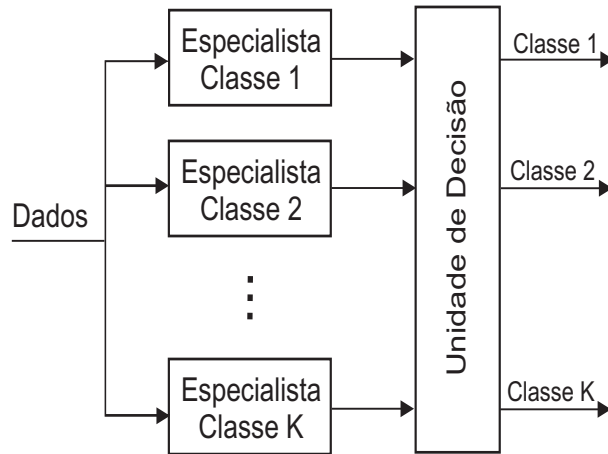 Dados
Especialista
Classe 1
Especialista
Classe 2
Especialista
Classe K
Unidade de Decisão
Classe 1
Classe 2
Classe K